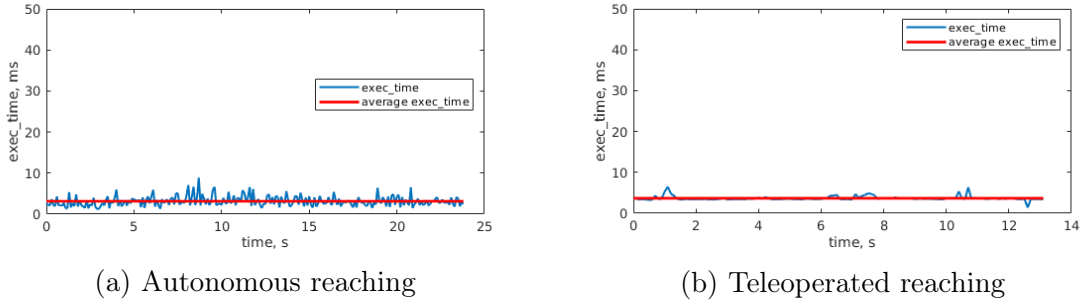 50
40
30
20
10
0
exec_time, ms
exec_time
average exec_time
0 5 10 15 20 25
time, s
(a) Autonomous reaching
50
40
30
20
10
0
exec_time, ms
exec_time
average exec_time
0 2 4 6 8 10 12 14
time, s
(b) Teleoperated reaching